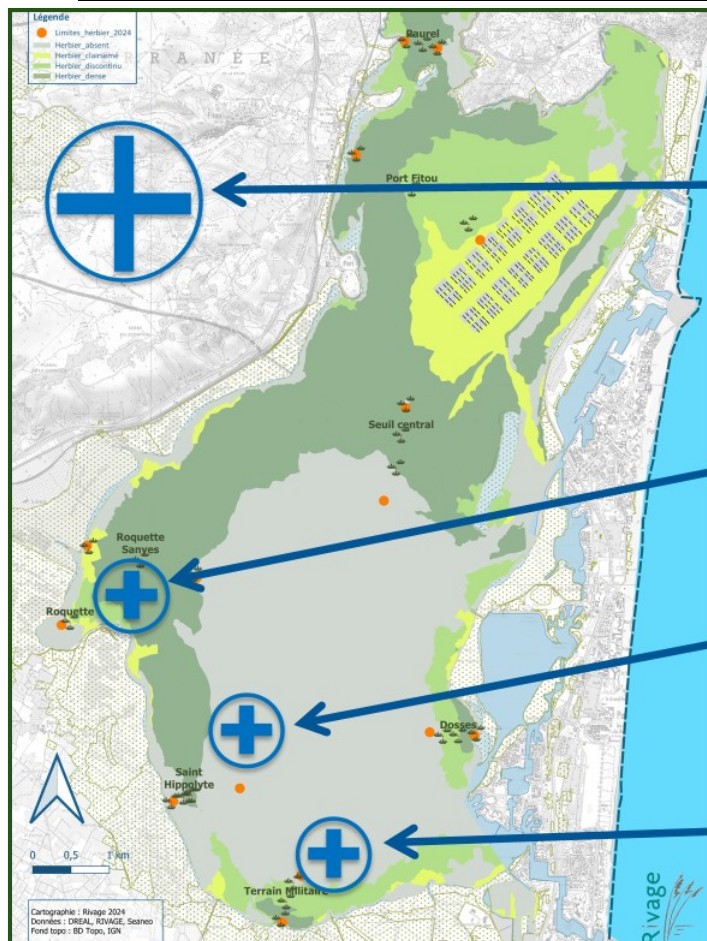 Légende
Limites_herbier_2024
Herbier_absent
Herbier_clairsemé
Herbier_discontinu
Herbier_dense
RRANÉE
Paurel
Port Fitou
Seuil central
Roquette
Sanyes
Roquette
Dosses
Saint
Hippolyte
Terrain Militaire
0 0,5 1 km
Cartographie : Rivage 2024
Données : DREAL, RIVAGE, Seaneo
Fond topo : BD Topo, IGN
Rivage